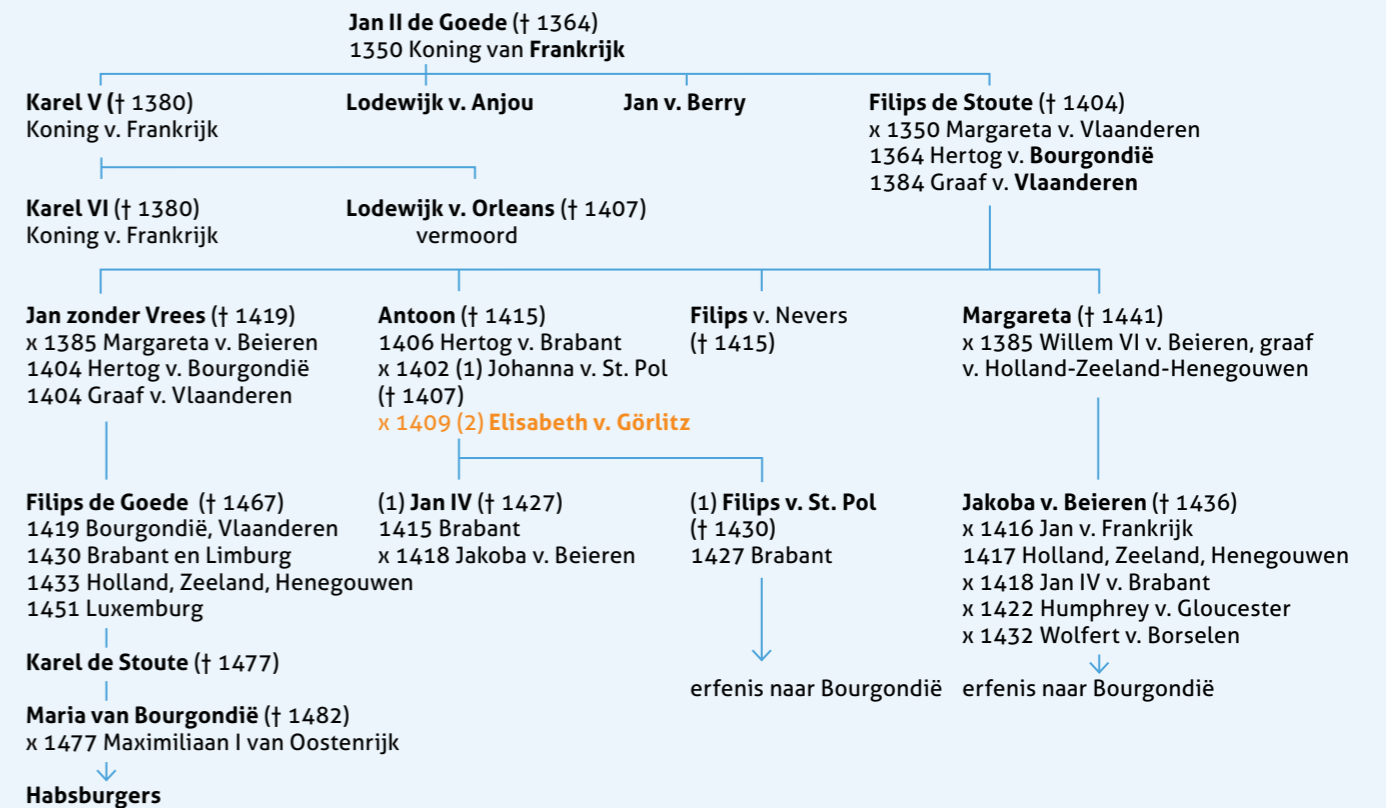 Jan II de Goede († 1364)
1350 Koning van Frankrijk
Karel V († 1380)
Koning v. Frankrijk
Lodewijk v. Anjou
Jan v. Berry
Filips de Stoute († 1404)
x 1350 Margareta v. Vlaanderen
1364 Hertog v. Bourgondië
1384 Graaf v. Vlaanderen
Karel VI († 1380)
Koning v. Frankrijk
Lodewijk v. Orleans († 1407)
vermoord
Jan zonder Vrees († 1419)
x 1385 Margareta v. Beieren
1404 Hertog v. Bourgondië
1404 Graaf v. Vlaanderen
Antoon († 1415)
1406 Hertog v. Brabant
x 1402 (1) Johanna v. St. Pol
(† 1407)
x 1409 (2) Elisabeth v. Görlitz
Filips v. Nevers
(† 1415)
Margareta († 1441)
x 1385 Willem VI v. Beieren, graaf
v. Holland-Zeeland-Henegouwen
Filips de Goede († 1467)
1419 Bourgondië, Vlaanderen
1430 Brabant en Limburg
1433 Holland, Zeeland, Henegouwen
1451 Luxemburg
(1) Jan IV († 1427)
1415 Brabant
x 1418 Jakoba v. Beieren
(1) Filips v. St. Pol
(† 1430)
1427 Brabant
Jakoba v. Beieren († 1436)
x 1416 Jan v. Frankrijk
1417 Holland, Zeeland, Henegouwen
x 1418 Jan IV v. Brabant
x 1422 Humphrey v. Gloucester
x 1432 Wolfert v. Borselen
Karel de Stoute († 1477)
erfenis naar Bourgondië
erfenis naar Bourgondië
Maria van Bourgondië († 1482)
x 1477 Maximiliaan I van Oostenrijk
Habsburgers